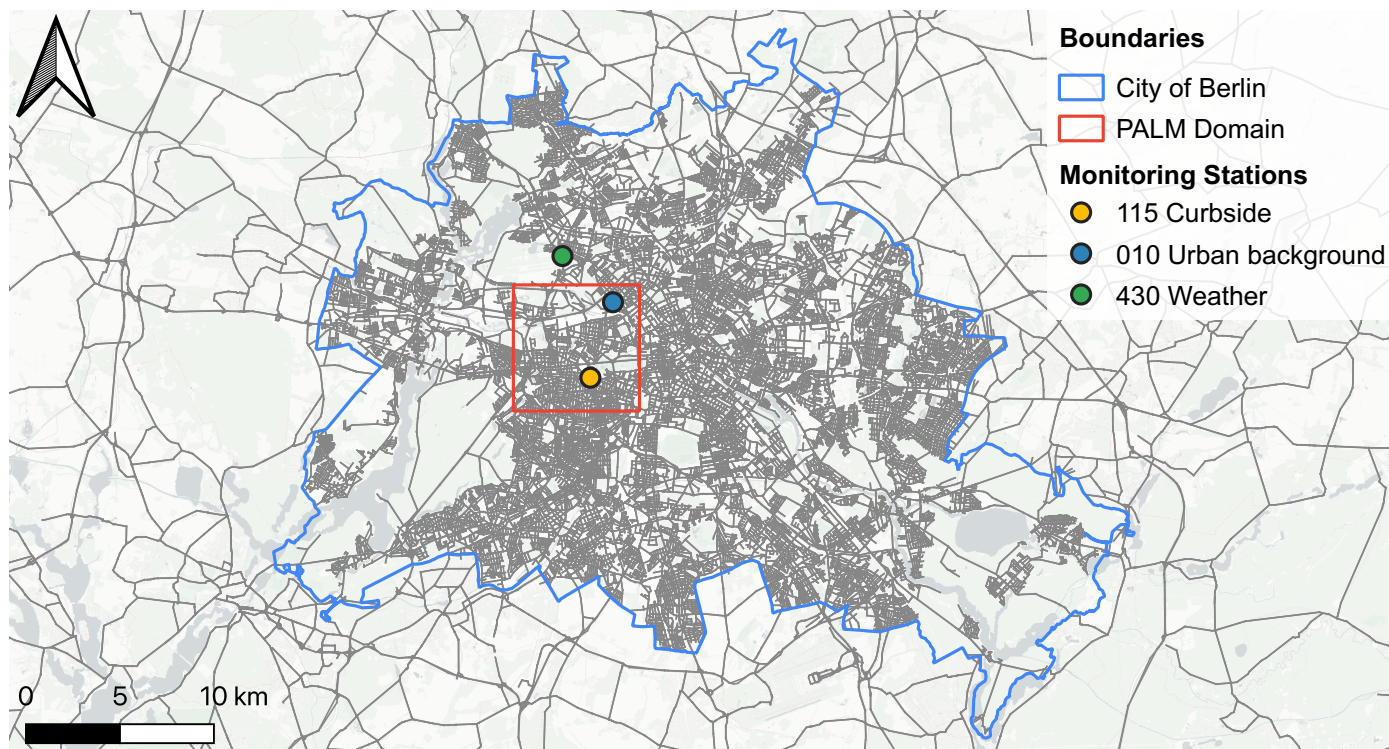 Boundaries
City of Berlin
PALM Domain
Monitoring Stations
115 Curbside
010 Urban background
430 Weather
0 5 10 km